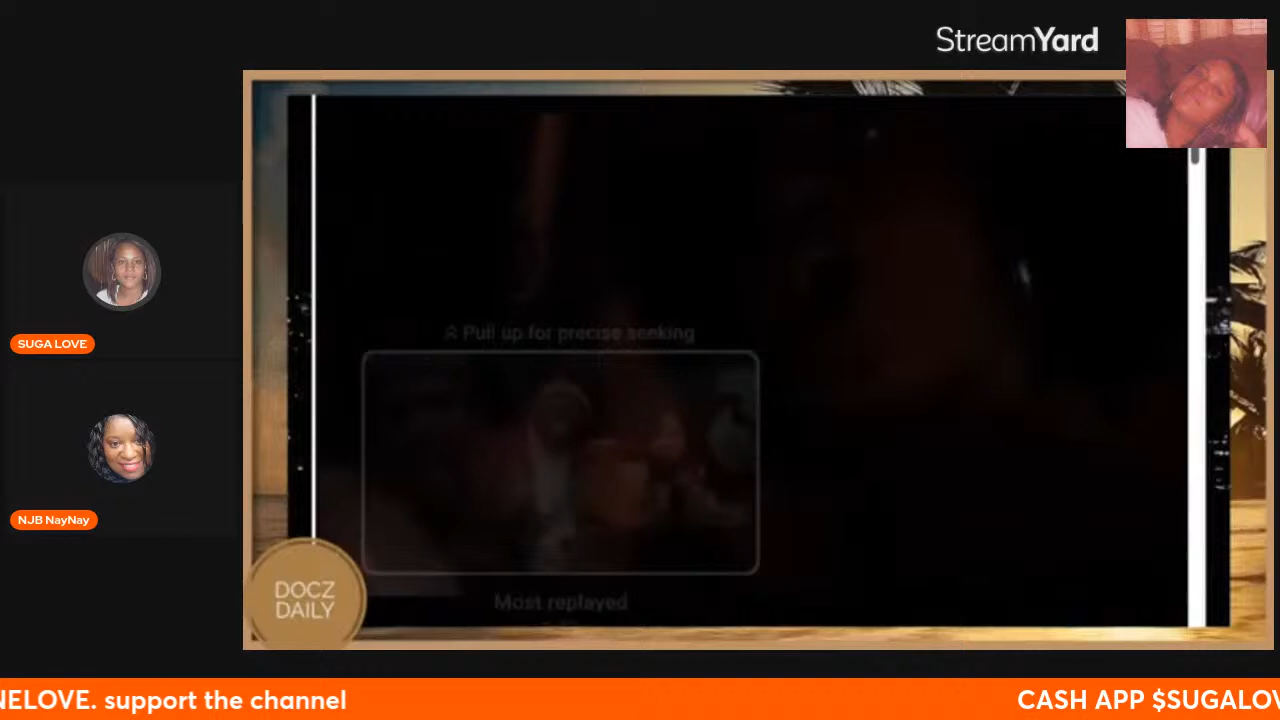 StreamYard
Pull up for precise seeking
SUGA LOVE
NJB NayNay
DOCZ
DAILY
Most replayed
NELOVE. support the channel
CASH APP $SUGALOV